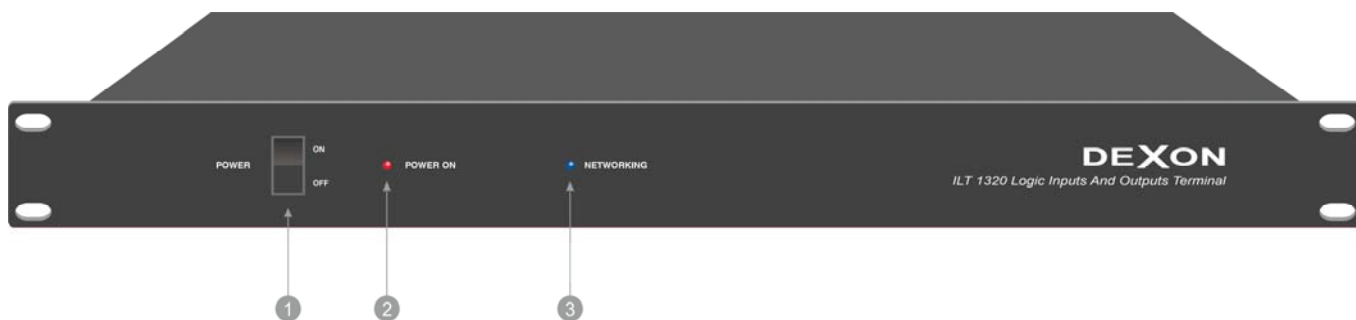 POWER
ON
OFF
POWER ON
NETWORKING
DEXON
ILT 1320 Logic Inputs And Outputs Terminal
1
2
3